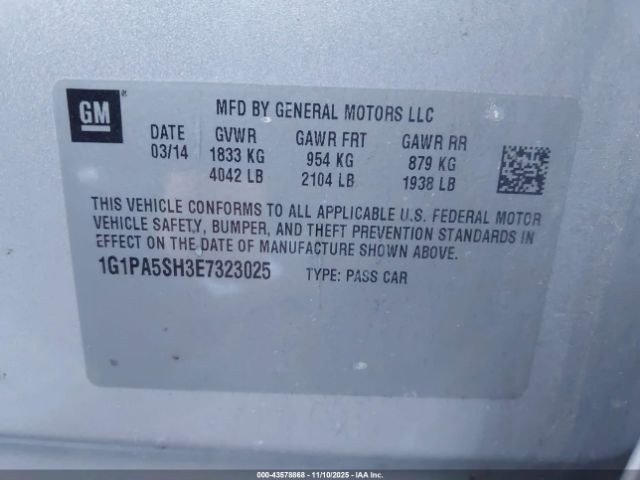 GM
MFD BY GENERAL MOTORS LLC
DATE GVWR GAWR FRT GAWR RR
03/14 1833 KG 954 KG 879 KG
4042 LB 2104 LB 1938 LB
THIS VEHICLE CONFORMS TO ALL APPLICABLE U.S. FEDERAL MOTOR
VEHICLE SAFETY, BUMPER, AND THEFT PREVENTION STANDARDS IN
EFFECT ON THE DATE OF MANUFACTURE SHOWN ABOVE.
1G1PA5SH3E7323025 TYPE: PASS CAR
000-43578868 - 11/10/2025 - IAA Inc.